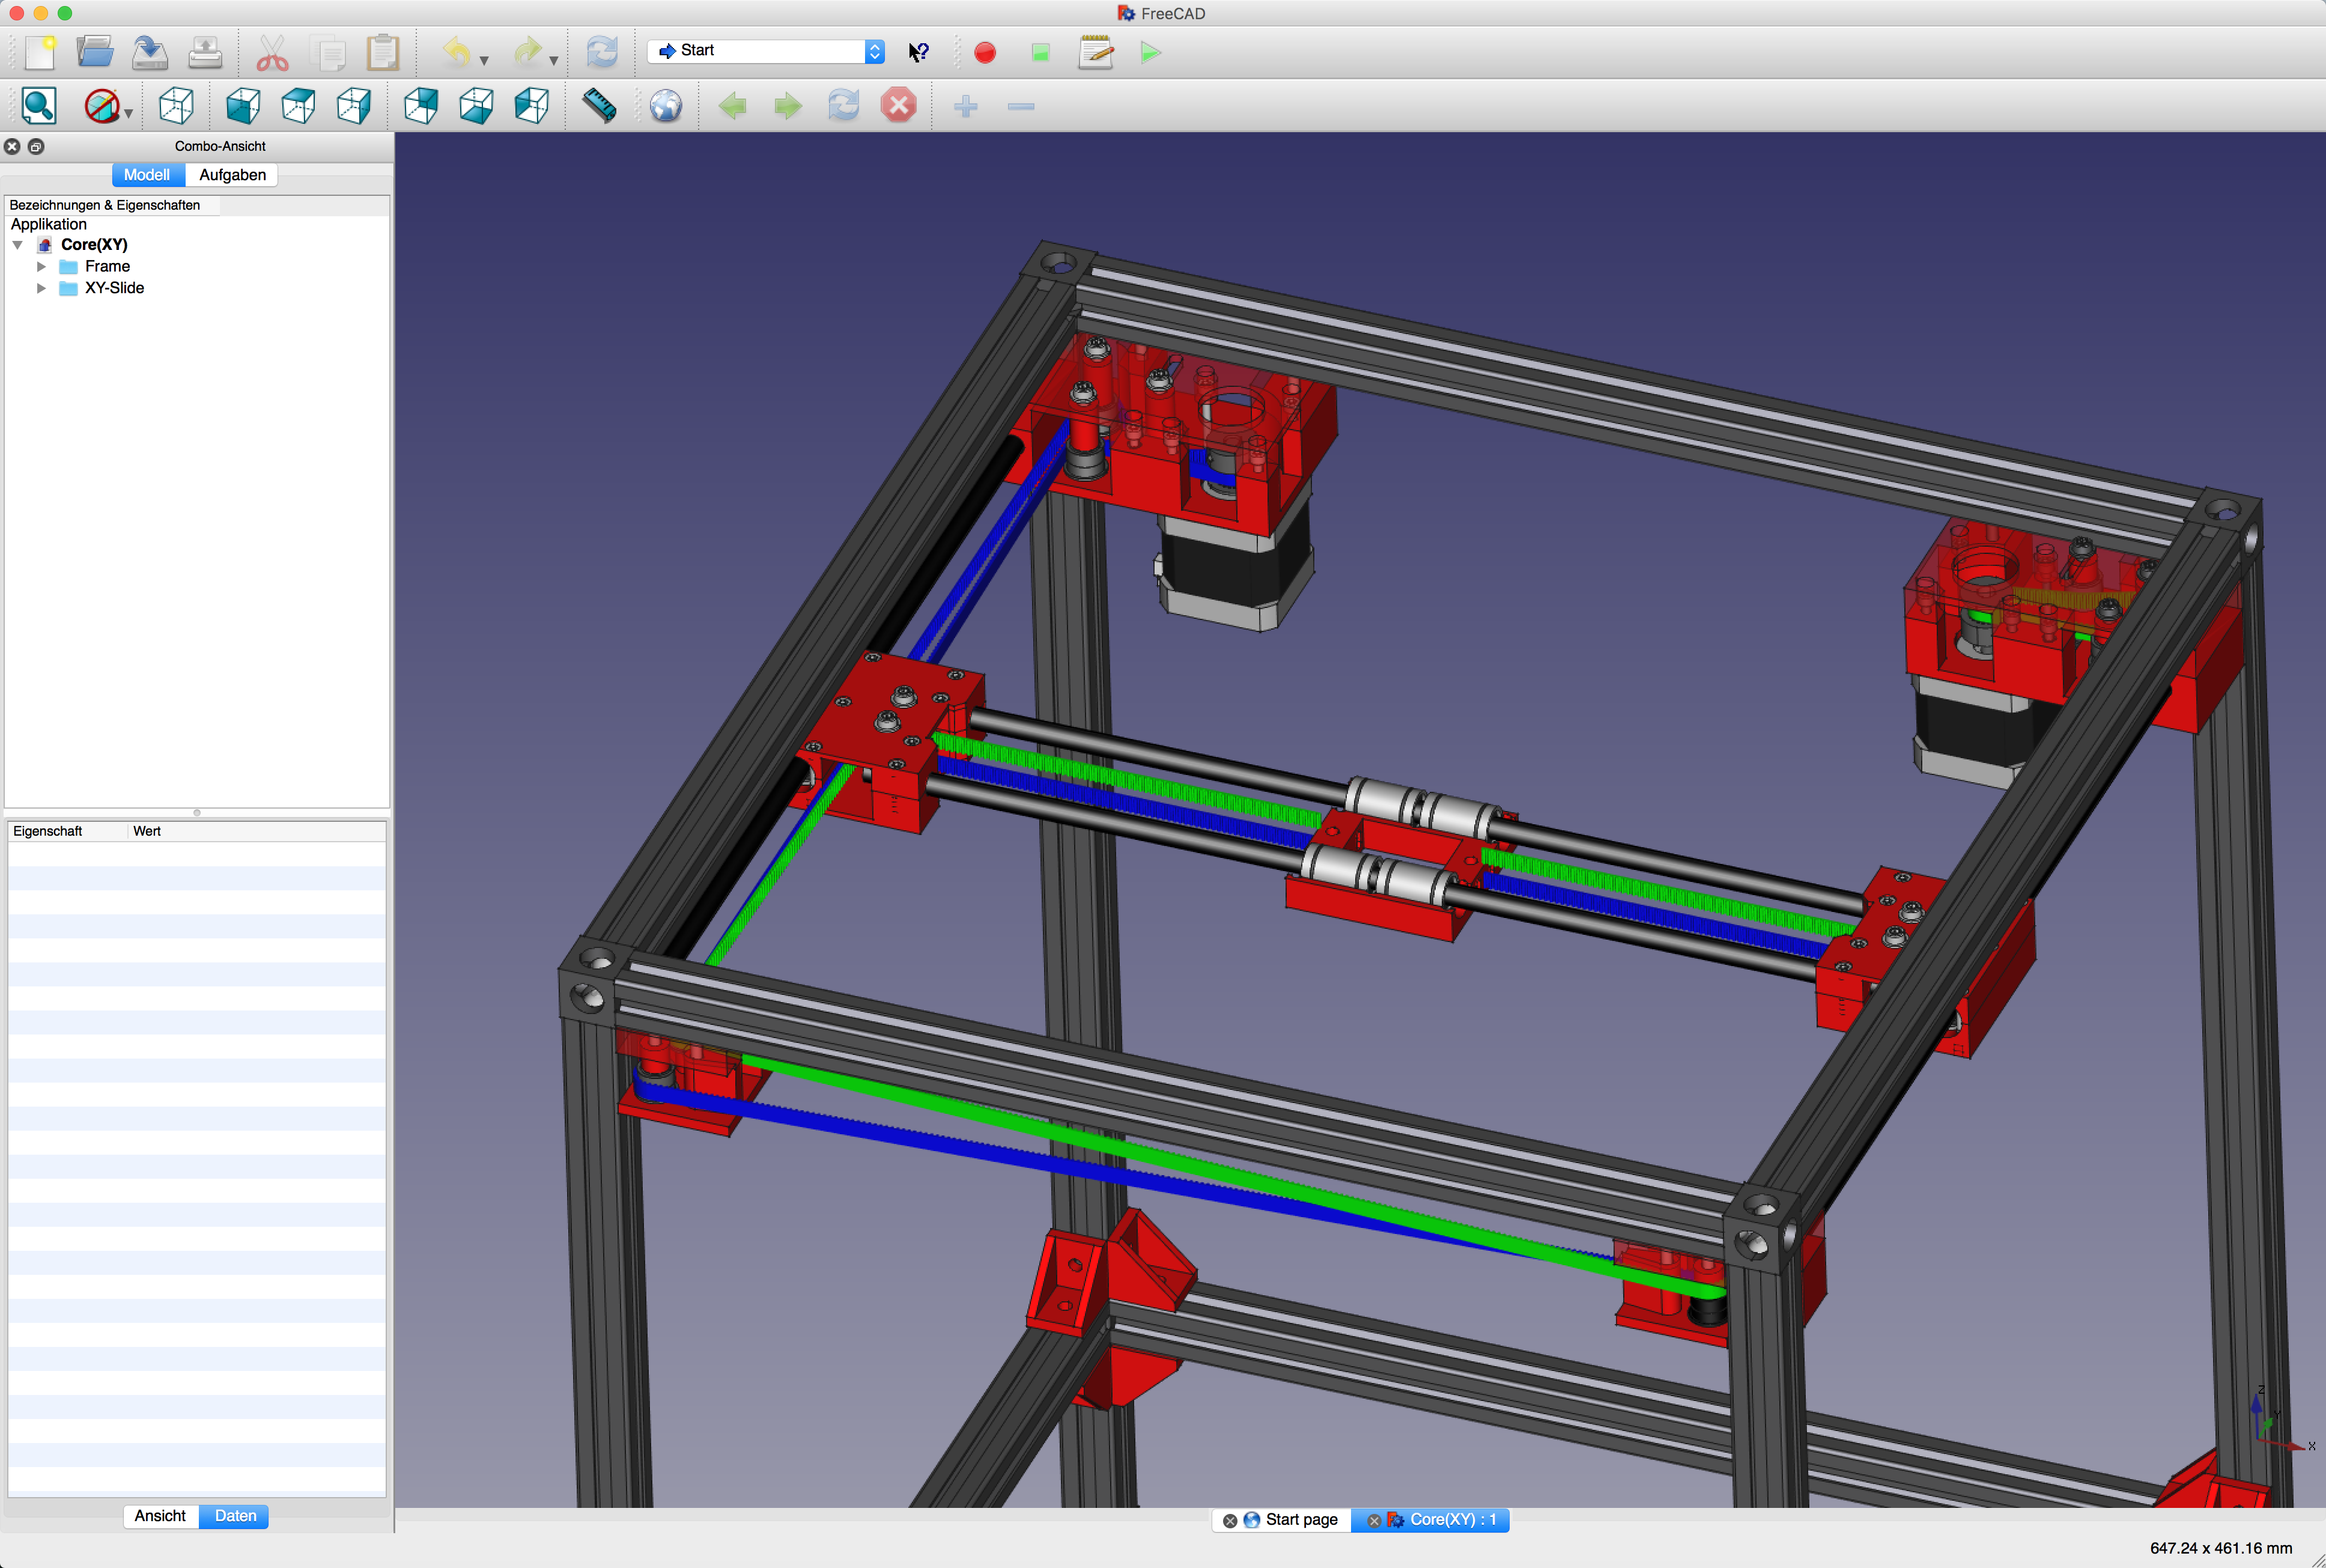 FreeCAD
Start
Combo-Ansicht
Modell
Aufgaben
Bezeichnungen & Eigenschaften
Applikation
Core(XY)
Frame
XY-Slide
Eigenschaft
Wert
Ansicht
Daten
Z
Y
X
Start page
Core(XY) : 1
647.24 x 461.16 mm